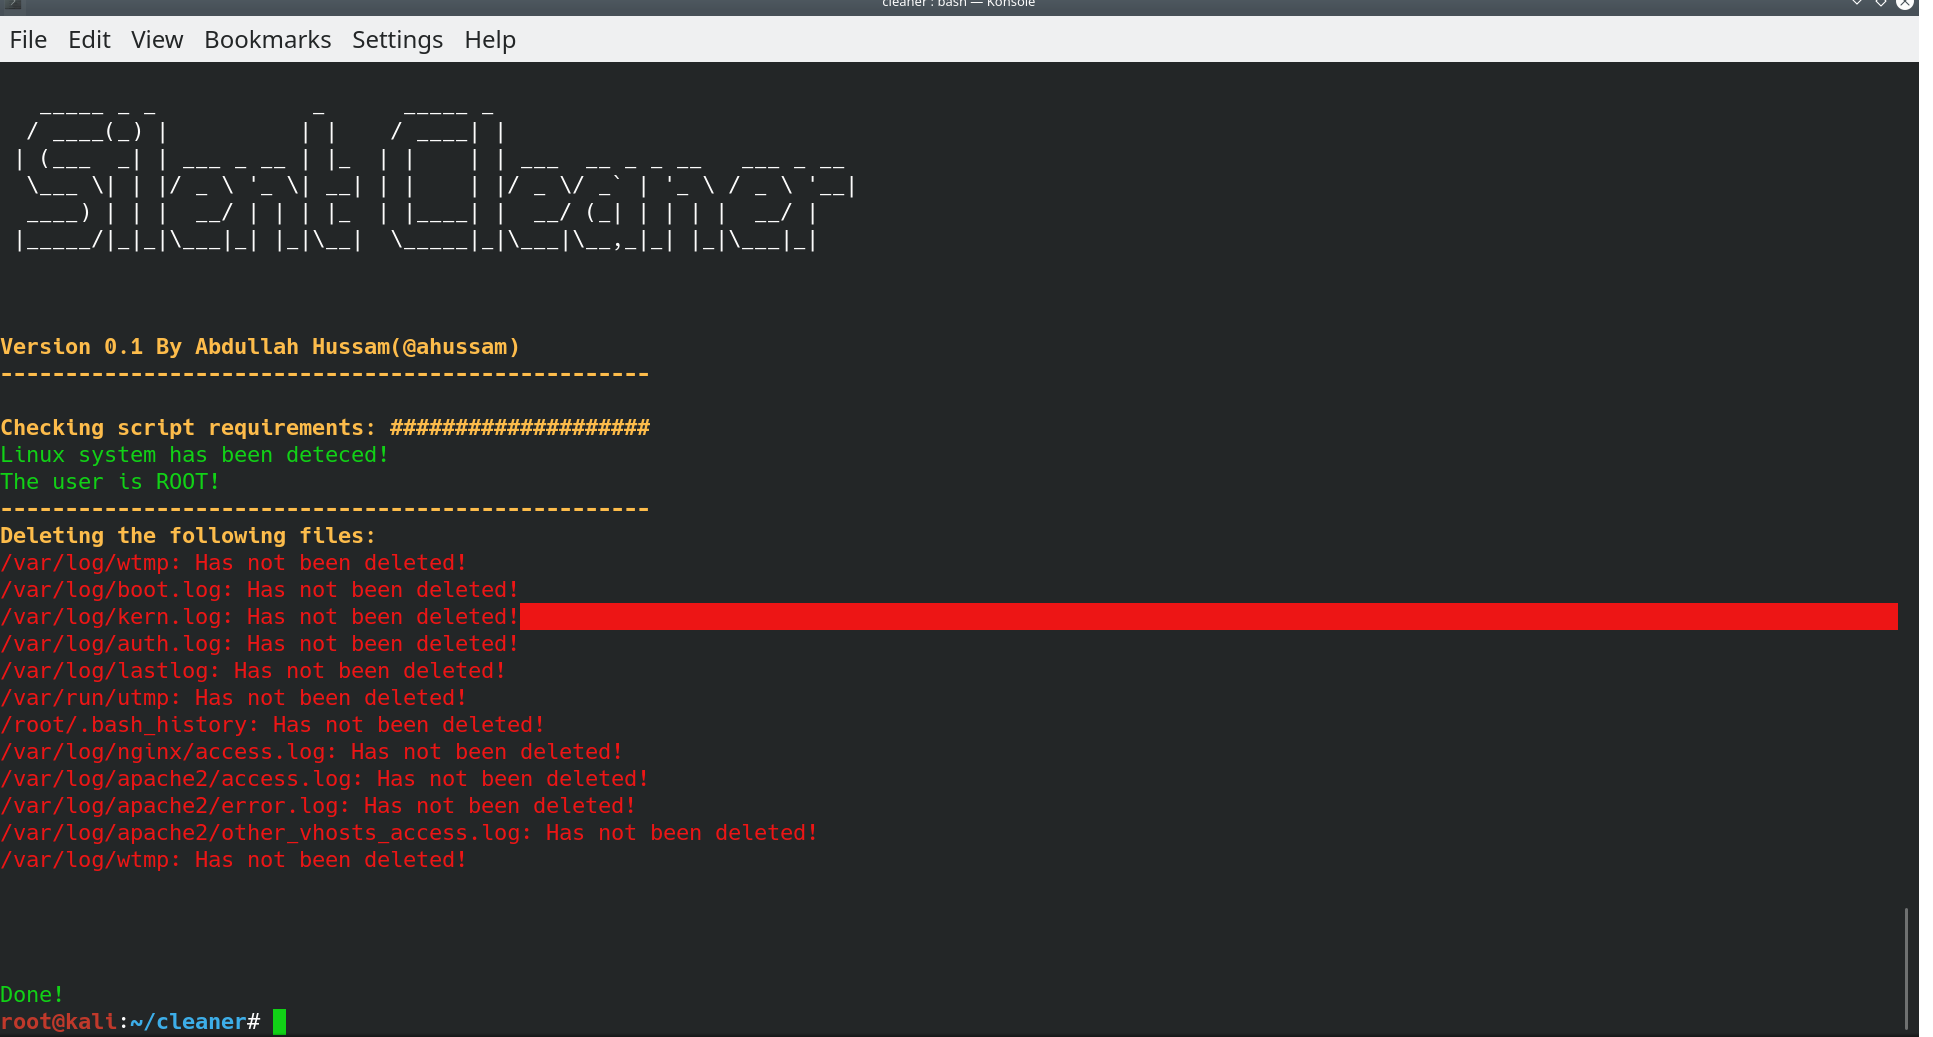 cleaner : bash — Konsole
File Edit View Bookmarks Settings Help
Silent Cleaner
Version 0.1 By Abdullah Hussam(@ahussam)
--------------------------------------------------
Checking script requirements: ####################
Linux system has been deteced!
The user is ROOT!
--------------------------------------------------
Deleting the following files:
/var/log/wtmp: Has not been deleted!
/var/log/boot.log: Has not been deleted!
/var/log/kern.log: Has not been deleted!
/var/log/auth.log: Has not been deleted!
/var/log/lastlog: Has not been deleted!
/var/run/utmp: Has not been deleted!
/root/.bash_history: Has not been deleted!
/var/log/nginx/access.log: Has not been deleted!
/var/log/apache2/access.log: Has not been deleted!
/var/log/apache2/error.log: Has not been deleted!
/var/log/apache2/other_vhosts_access.log: Has not been deleted!
/var/log/wtmp: Has not been deleted!
Done!
root@kali:~/cleaner#